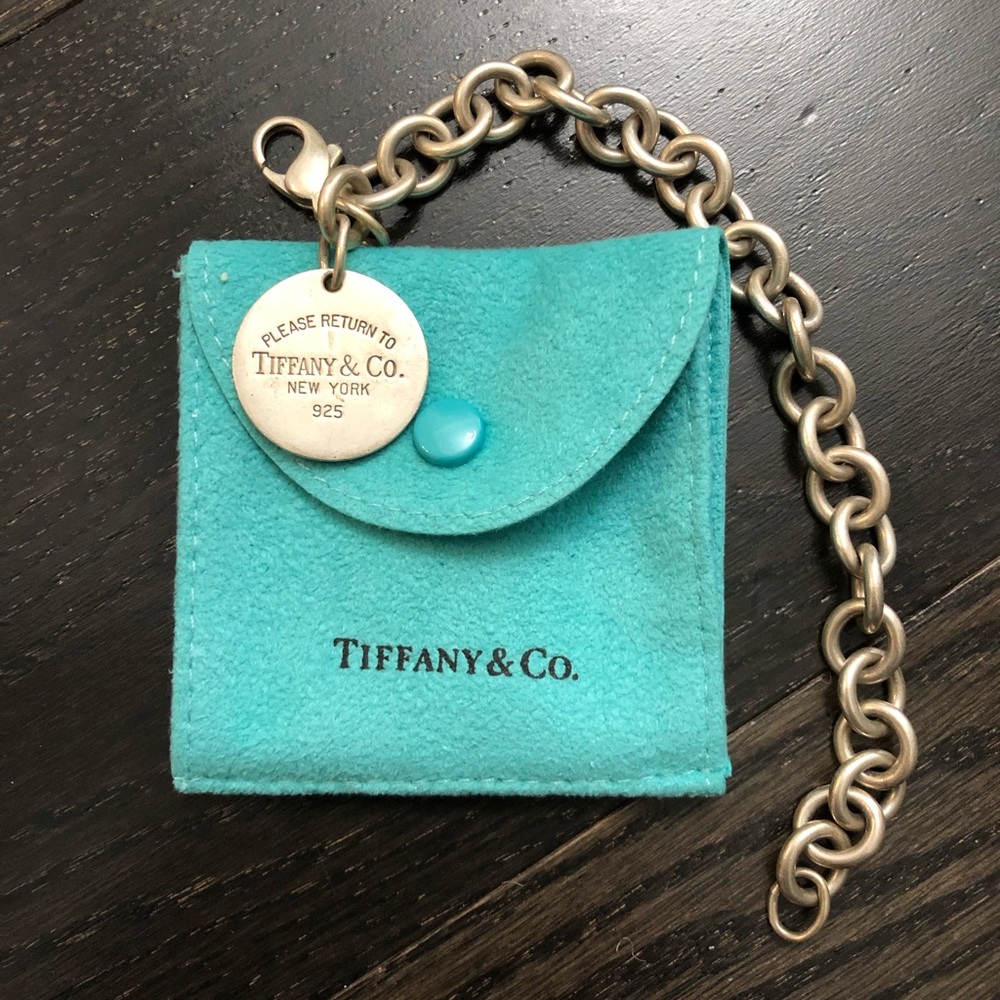 PLEASE RETURN TO
TIFFANY & CO.
NEW YORK
925
TIFFANY & CO.